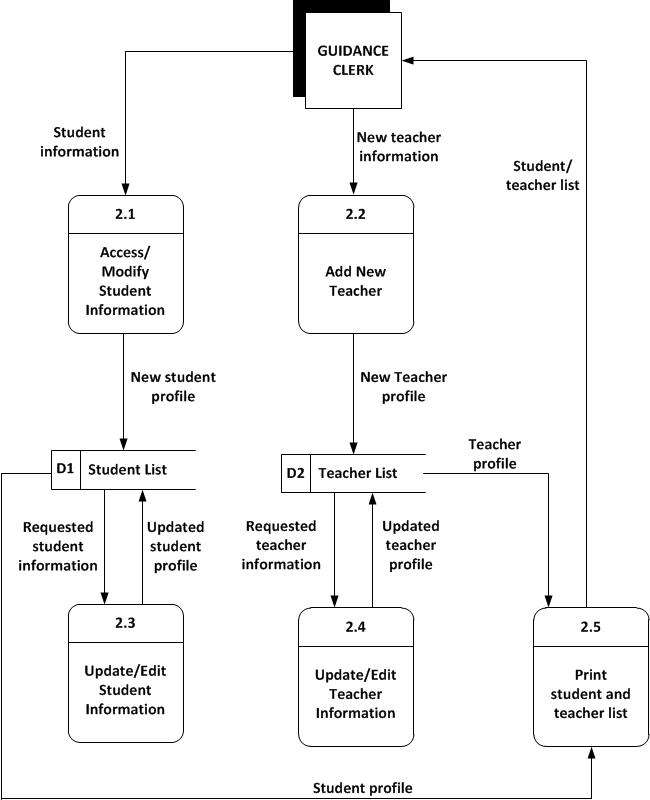 GUIDANCE
CLERK
Student
information
New teacher
information
Student/
teacher list
2.1
Access/
Modify
Student
Information
2.2
Add New
Teacher
New student
profile
New Teacher
profile
D1
Student List
D2
Teacher List
Teacher
profile
Requested
student
information
Updated
student
profile
Requested
teacher
information
Updated
teacher
profile
2.3
Update/Edit
Student
Information
2.4
Update/Edit
Teacher
Information
2.5
Print
student and
teacher list
Student profile